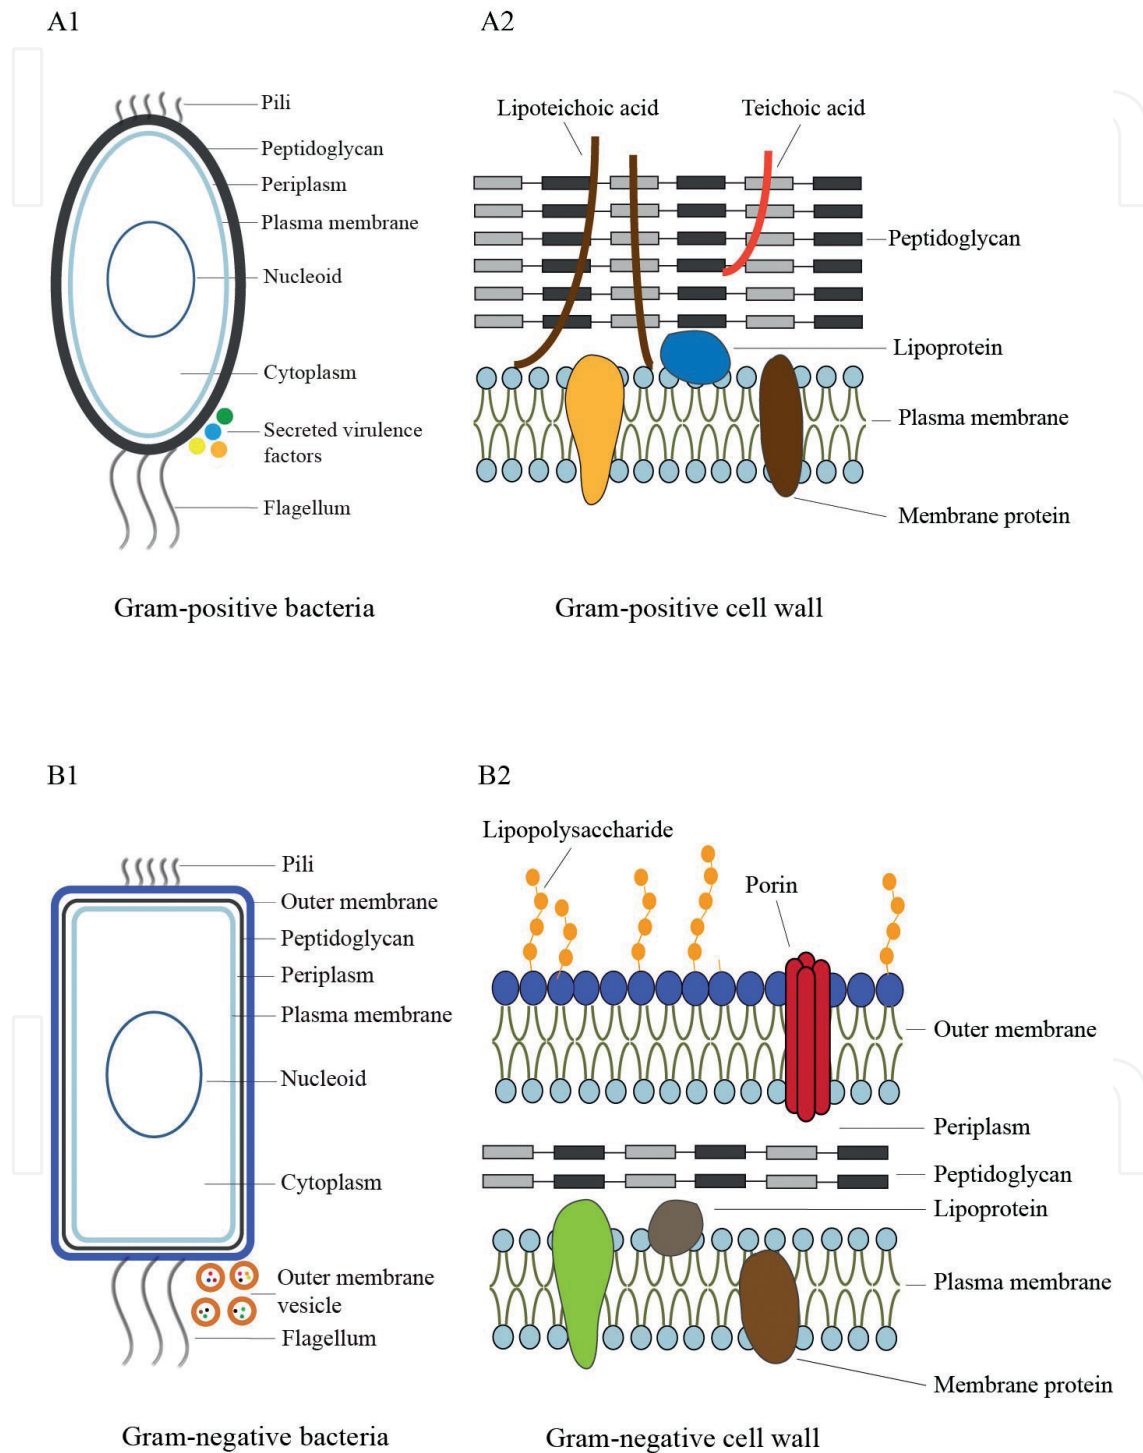 A1
Pili
Peptidoglycan
Periplasm
Plasma membrane
Nucleoid
Cytoplasm
Secreted virulence
factors
Flagellum
Gram-positive bacteria
A2
Lipoteichoic acid
Teichoic acid
Peptidoglycan
Lipoprotein
Plasma membrane
Membrane protein
Gram-positive cell wall
B1
Pili
Outer membrane
Peptidoglycan
Periplasm
Plasma membrane
Nucleoid
Cytoplasm
Outer membrane
vesicle
Flagellum
Gram-negative bacteria
B2
Lipopolysaccharide
Porin
Outer membrane
Periplasm
Peptidoglycan
Lipoprotein
Plasma membrane
Membrane protein
Gram-negative cell wall